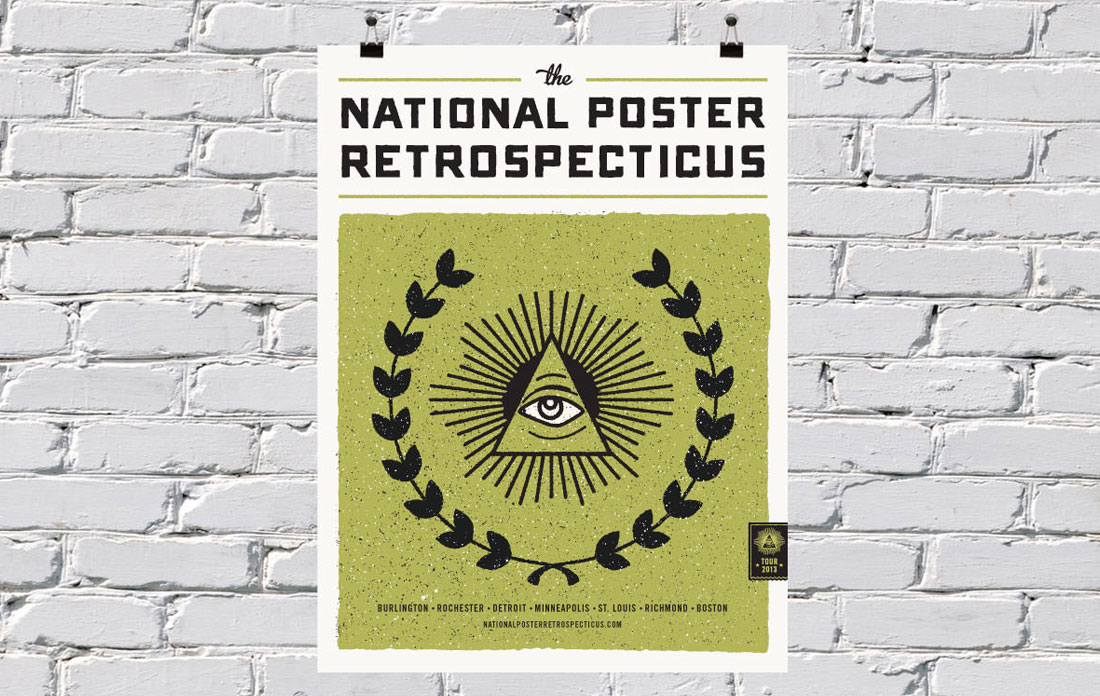 the
NATIONAL POSTER
RETROSPECTICUS
TOUR
2013
BURLINGTON • ROCHESTER • DETROIT • MINNEAPOLIS • ST. LOUIS • RICHMOND • BOSTON
NATIONALPOSTERRETROSPECTICUS.COM